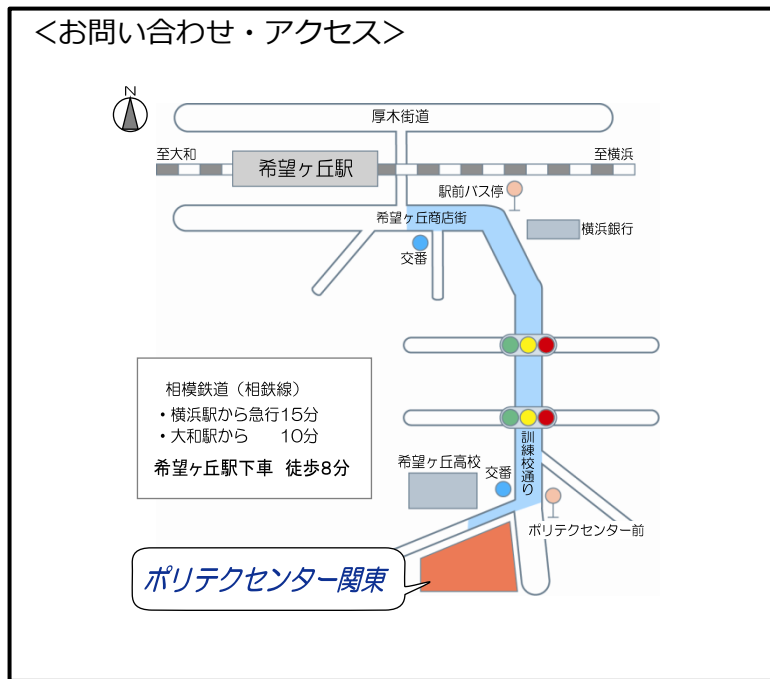 ＜お問い合わせ・アクセス＞
N
厚木街道
至大和
至横浜
希望ヶ丘駅
駅前バス停
希望ヶ丘商店街
横浜銀行
交番
相模鉄道（相鉄線）
・横浜駅から急行15分
・大和駅から　　10分
希望ヶ丘駅下車 徒歩8分
訓練校通り
希望ヶ丘高校
交番
ポリテクセンター前
ポリテクセンター関東